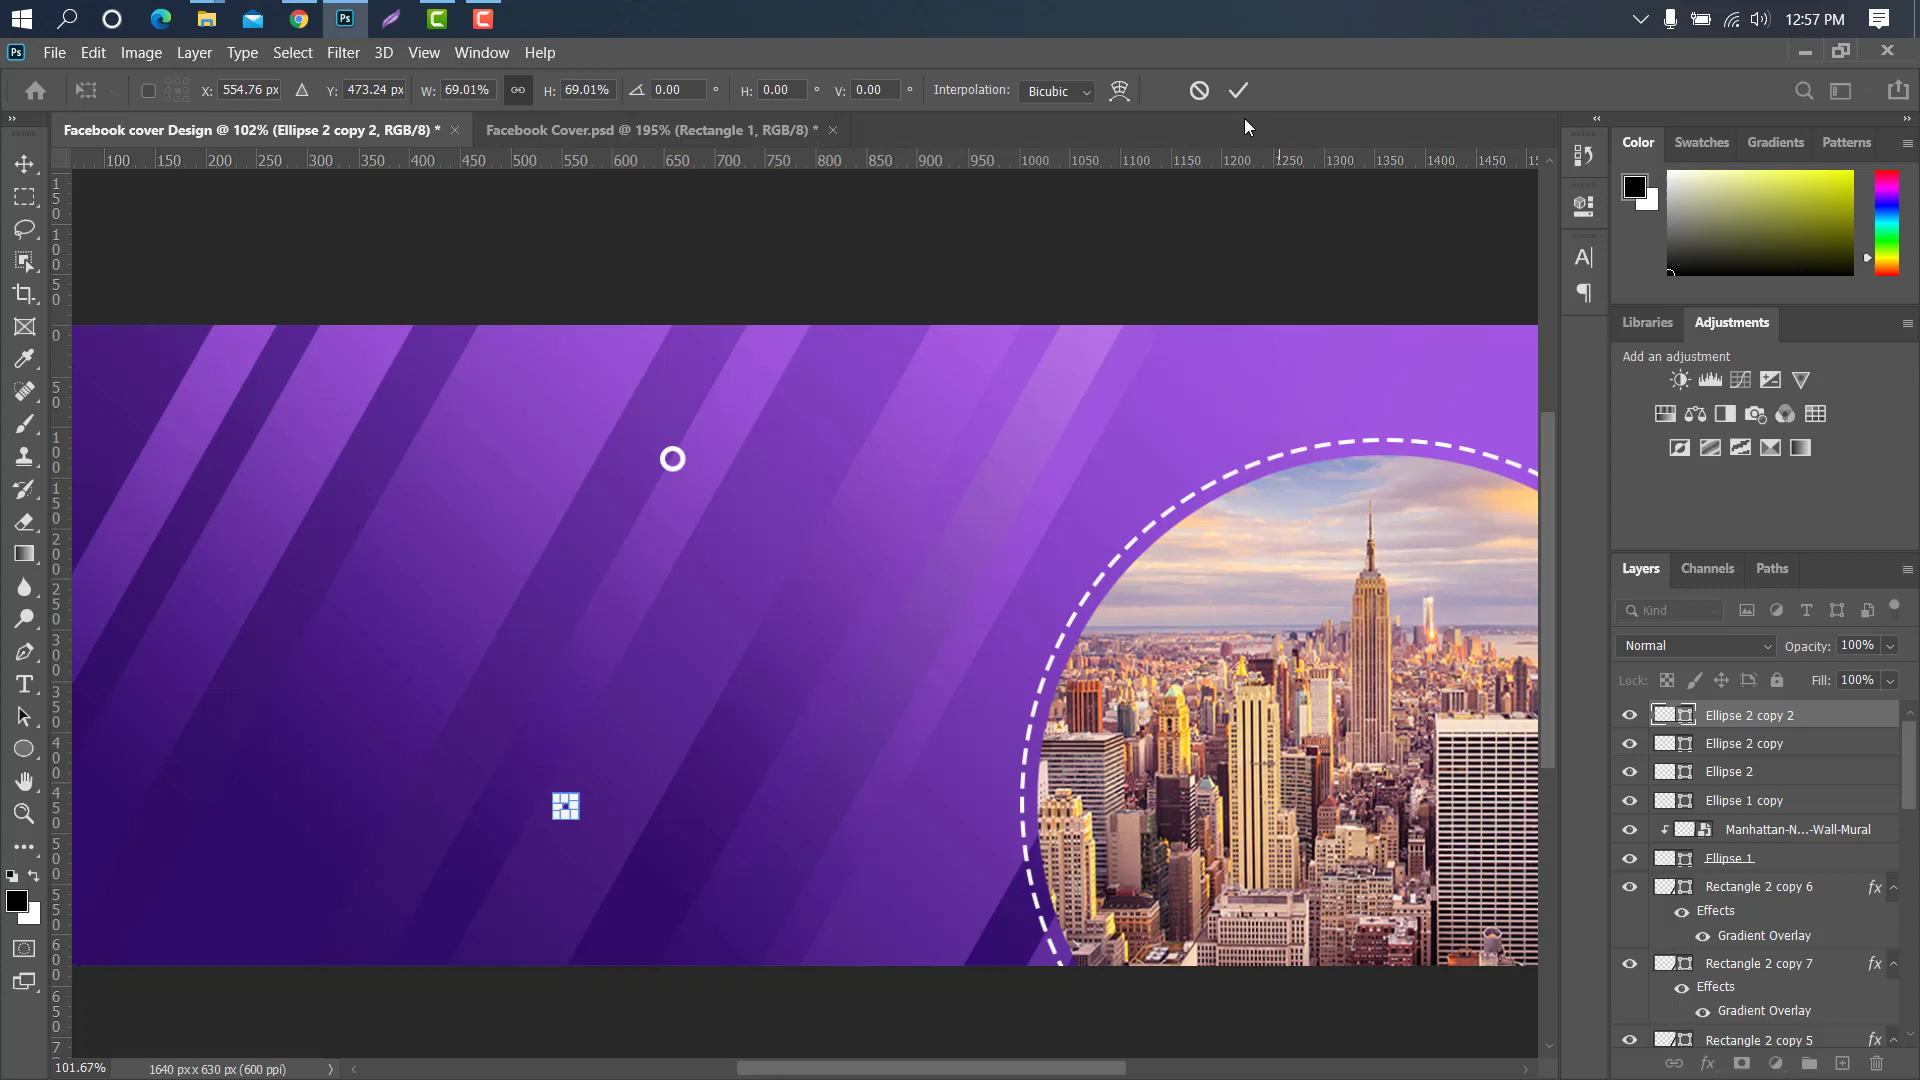 12:57 PM
Ps File Edit Image Layer Type Select Filter 3D View Window Help
X: 554.76 px Y: 473.24 px W: 69.01% H: 69.01% 0.00 ° H: 0.00 ° V: 0.00 ° Interpolation: Bicubic
Facebook cover Design @ 102% (Ellipse 2 copy 2, RGB/8) * Facebook Cover.psd @ 195% (Rectangle 1, RGB/8) *
100 150 200 250 300 350 400 450 500 550 600 650 700 750 800 850 900 950 1000 1050 1100 1150 1200 1250 1300 1350 1400 1450
Color Swatches Gradients Patterns
Libraries Adjustments
Add an adjustment
Layers Channels Paths
Kind
Normal Opacity: 100%
Lock: Fill: 100%
Ellipse 2 copy 2
Ellipse 2 copy
Ellipse 2
Ellipse 1 copy
Manhattan-N...-Wall-Mural
Ellipse 1
Rectangle 2 copy 6 fx
Effects
Gradient Overlay
Rectangle 2 copy 7 fx
Effects
Gradient Overlay
Rectangle 2 copy 5 fx
101.67% 1640 px x 630 px (600 ppi)